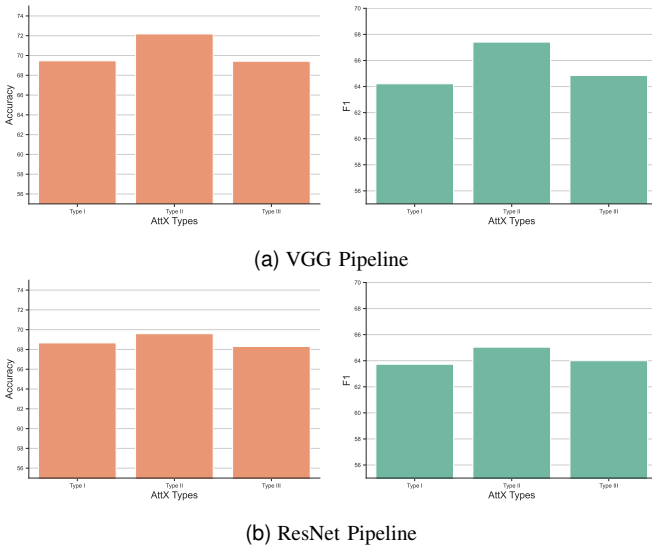 74
72
70
68
66
64
62
60
58
56
Accuracy
Type I Type II Type III
AttX Types
70
68
66
64
62
60
58
56
F1
Type I Type II Type III
AttX Types
(a) VGG Pipeline
74
72
70
68
66
64
62
60
58
56
Accuracy
Type I Type II Type III
AttX Types
70
68
66
64
62
60
58
56
F1
Type I Type II Type III
AttX Types
(b) ResNet Pipeline